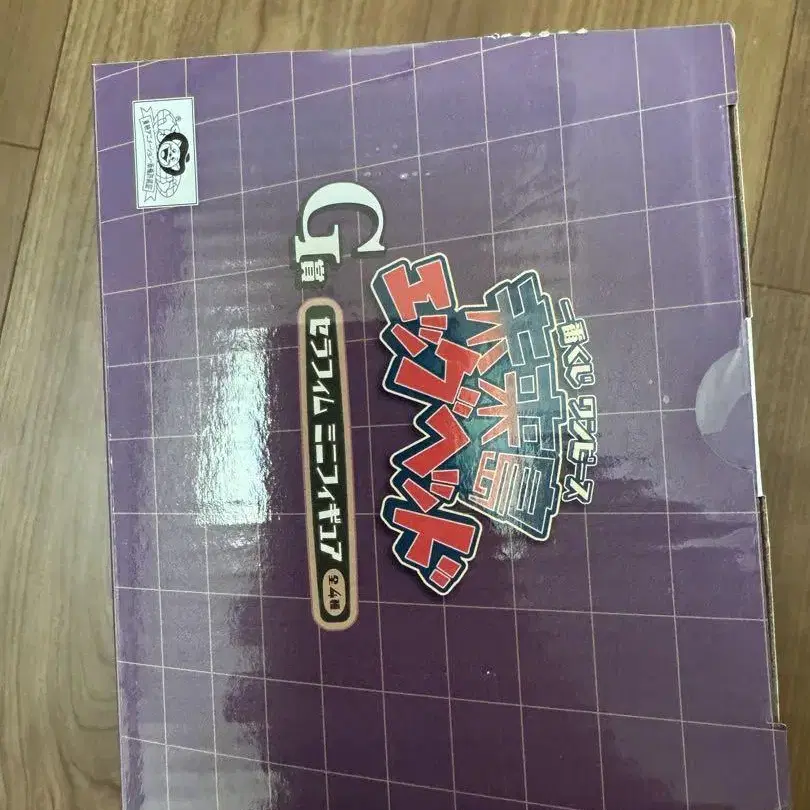 一番くじ ワンピース
未来島
エッグヘッド
G賞
セラフィム ミニフィギュア 全4種